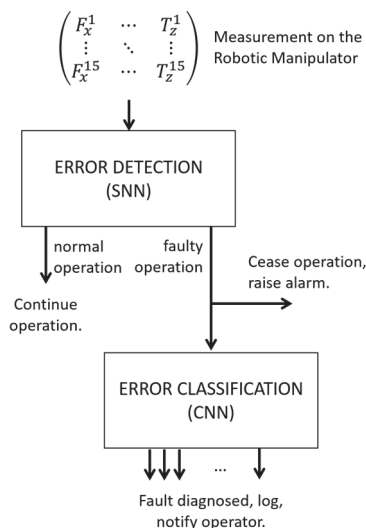 F_x^1 ⋯ T_z^1
⋮ ⋱ ⋮
F_x^15 ⋯ T_z^15
Measurement on the
Robotic Manipulator
ERROR DETECTION
(SNN)
normal
operation
faulty
operation
Continue
operation.
Cease operation,
raise alarm.
ERROR CLASSIFICATION
(CNN)
...
Fault diagnosed, log,
notify operator.